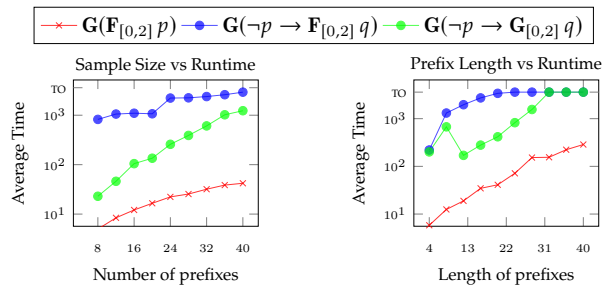 G(F[0,2] p) G(¬p → F[0,2] q) G(¬p → G[0,2] q)
Sample Size vs Runtime
Average Time
TO
10³
10²
10¹
8 16 24 32 40
Number of prefixes
Prefix Length vs Runtime
Average Time
TO
10³
10²
10¹
4 13 22 31 40
Length of prefixes